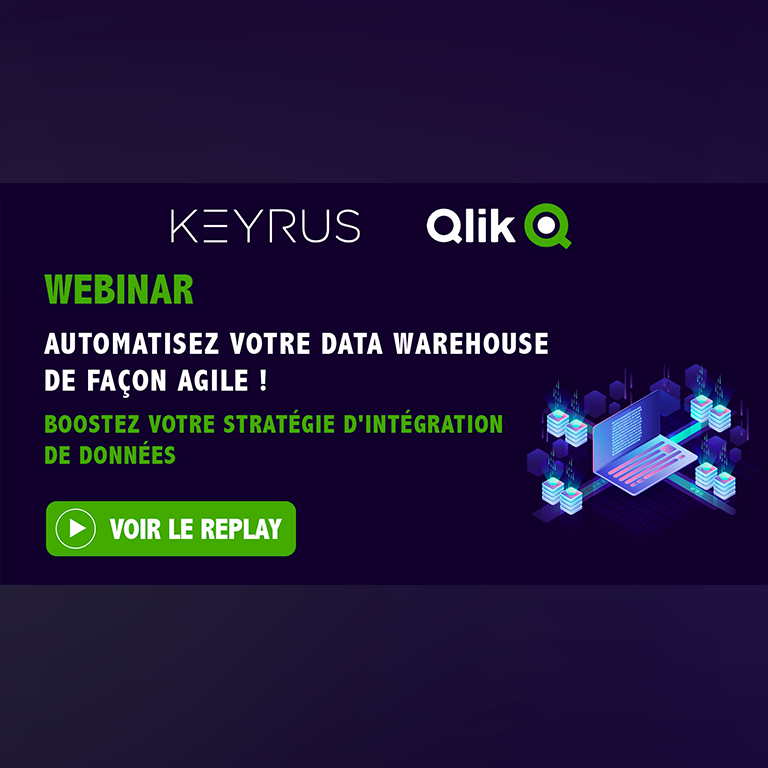 KEYRUS
Qlik
WEBINAR
AUTOMATISEZ VOTRE DATA WAREHOUSE
DE FAÇON AGILE !
BOOSTEZ VOTRE STRATÉGIE D'INTÉGRATION
DE DONNÉES
VOIR LE REPLAY